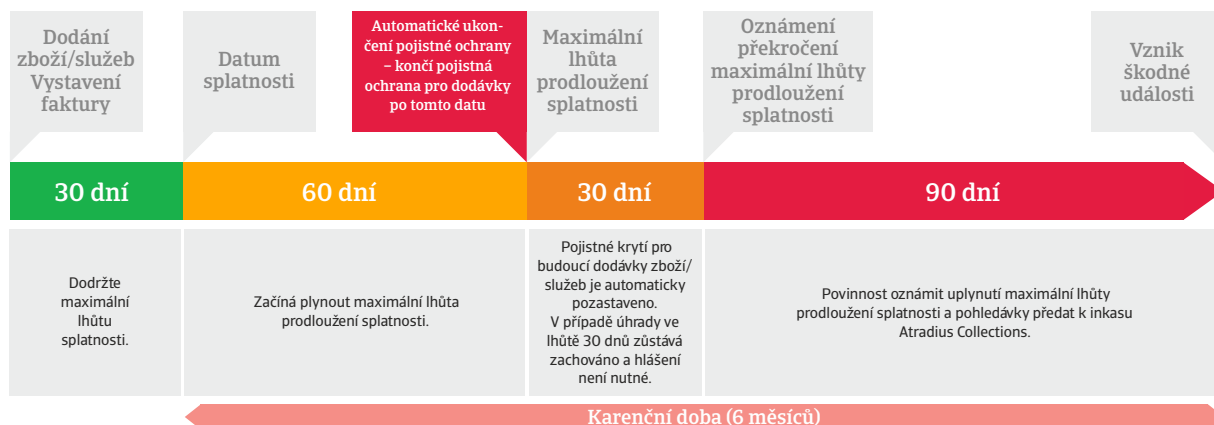 Dodání
zboží/služeb
Vystavení
faktury
Datum
splatnosti
Automatické ukon-
čení pojistné ochrany
– končí pojistná
ochrana pro dodávky
po tomto datu
Maximální
lhůta
prodloužení
splatnosti
Oznámení
překročení
maximální lhůty
prodloužení
splatnosti
Vznik
škodné
události
30 dní
60 dní
30 dní
90 dní
Dodržte
maximální
lhůtu
splatnosti.
Začíná plynout maximální lhůta
prodloužení splatnosti.
Pojistné krytí pro
budoucí dodávky zboží/
služeb je automaticky
pozastaveno.
V případě úhrady ve
lhůtě 30 dnů zůstává
zachováno a hlášení
není nutné.
Povinnost oznámit uplynutí maximální lhůty
prodloužení splatnosti a pohledávky předat k inkasu
Atradius Collections.
Karenční doba (6 měsíců)